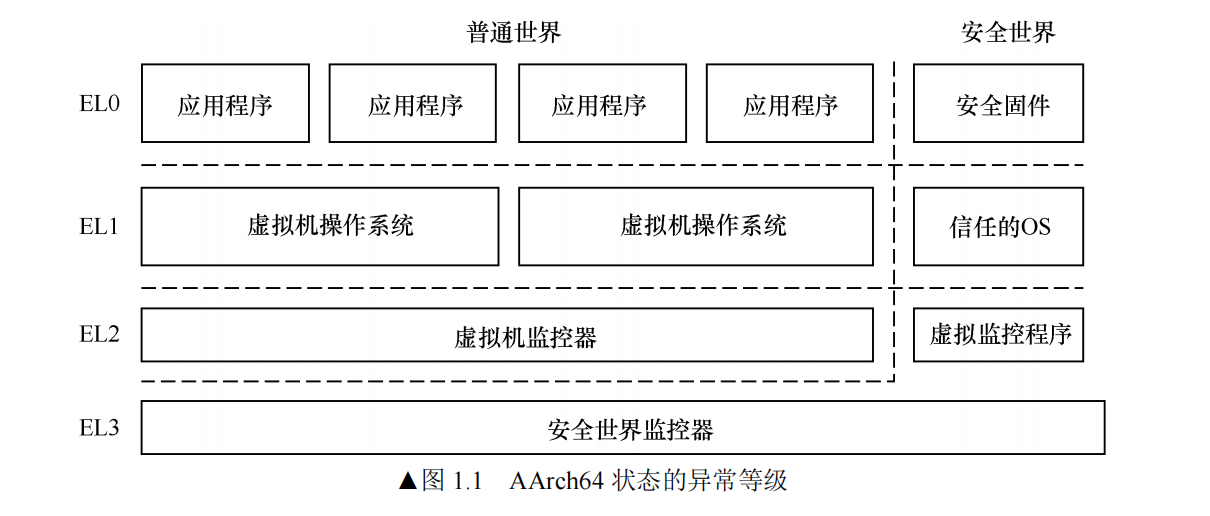 普通世界 安全世界
EL0 应用程序 应用程序 应用程序 应用程序 安全固件
EL1 虚拟机操作系统 虚拟机操作系统 信任的OS
EL2 虚拟机监控器 虚拟监控程序
EL3 安全世界监控器
▲图 1.1 AArch64 状态的异常等级